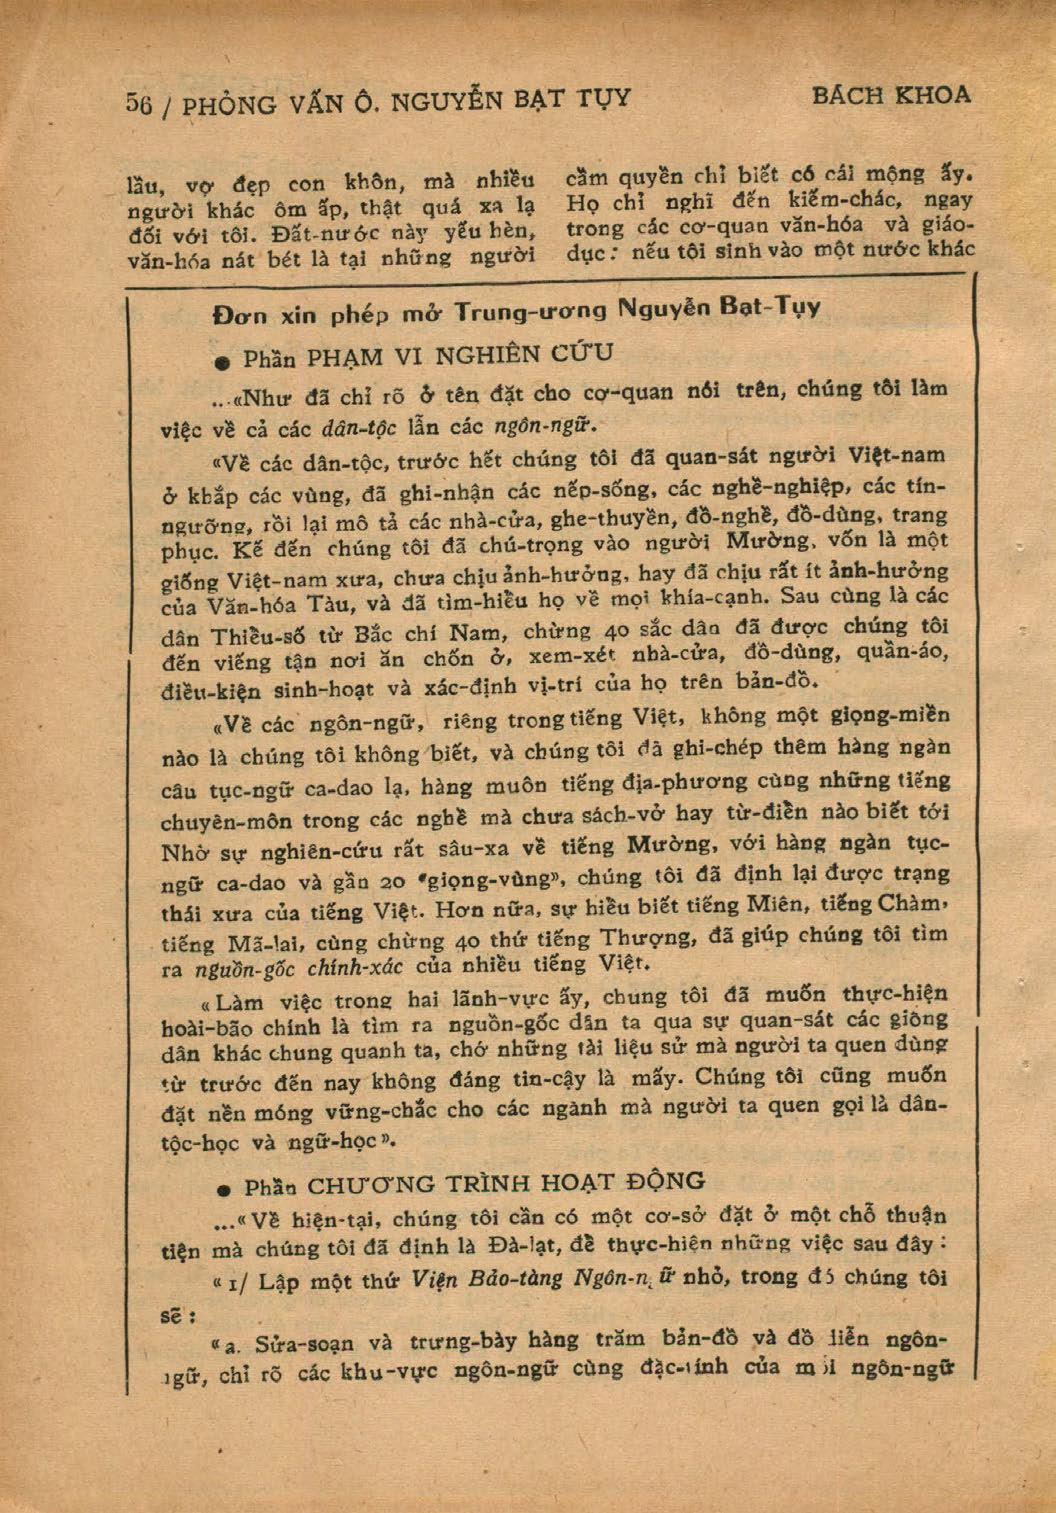 56 / PHỎNG VẤN Ô. NGUYỄN BẠT TỤY
BÁCH KHOA
lầu, vợ đẹp con khôn, mà nhiều
người khác ôm ấp, thật quá xa lạ
đối với tôi. Đất-nước này yếu hèn,
văn-hóa nát bét là tại những người
cầm quyền chỉ biết có cái mộng ấy.
Họ chỉ nghĩ đến kiếm-chác, ngay
trong các cơ-quan văn-hóa và giáo-
dục: nếu tôi sinh vào một nước khác
Đơn xin phép mở Trung-ương Nguyễn Bạt-Tụy
● Phần PHẠM VI NGHIÊN CỨU
...«Như đã chỉ rõ ở tên đặt cho cơ-quan nói trên, chúng tôi làm
việc về cả các dân-tộc lẫn các ngôn-ngữ.
«Về các dân-tộc, trước hết chúng tôi đã quan-sát người Việt-nam
ở khắp các vùng, đã ghi-nhận các nếp-sống, các nghề-nghiệp, các tín-
ngưỡng, rồi lại mô tả các nhà-cửa, ghe-thuyền, đồ-nghề, đồ-dùng, trang
phục. Kế đến chúng tôi đã chú-trọng vào người Mường, vốn là một
giống Việt-nam xưa, chưa chịu ảnh-hưởng, hay đã chịu rất ít ảnh-hưởng
của Văn-hóa Tàu, và đã tìm-hiểu họ về mọi khía-cạnh. Sau cùng là các
dân Thiểu-số từ Bắc chí Nam, chừng 40 sắc dân đã được chúng tôi
đến viếng tận nơi ăn chốn ở, xem-xét nhà-cửa, đồ-dùng, quần-áo,
điều-kiện sinh-hoạt và xác-định vị-trí của họ trên bản-đồ.
«Về các ngôn-ngữ, riêng trong tiếng Việt, không một giọng-miền
nào là chúng tôi không biết, và chúng tôi đã ghi-chép thêm hàng ngàn
câu tục-ngữ ca-dao lạ, hàng muôn tiếng địa-phương cùng những tiếng
chuyên-môn trong các nghề mà chưa sách-vở hay từ-điển nào biết tới
Nhờ sự nghiên-cứu rất sâu-xa về tiếng Mường, với hàng ngàn tục-
ngữ ca-dao và gần 20 «giọng-vùng», chúng tôi đã định lại được trạng
thái xưa của tiếng Việt. Hơn nữa, sự hiểu biết tiếng Miên, tiếng Chàm,
tiếng Mã-lai, cùng chừng 40 thứ tiếng Thượng, đã giúp chúng tôi tìm
ra nguồn-gốc chính-xác của nhiều tiếng Việt.
«Làm việc trong hai lãnh-vực ấy, chung tôi đã muốn thực-hiện
hoài-bão chính là tìm ra nguồn-gốc dân ta qua sự quan-sát các giống
dân khác chung quanh ta, chớ những tài liệu sử mà người ta quen dùng
từ trước đến nay không đáng tin-cậy là mấy. Chúng tôi cũng muốn
đặt nền móng vững-chắc cho các ngành mà người ta quen gọi là dân-
tộc-học và ngữ-học».
● Phần CHƯƠNG TRÌNH HOẠT ĐỘNG
...«Về hiện-tại, chúng tôi cần có một cơ-sở đặt ở một chỗ thuận
tiện mà chúng tôi đã định là Đà-lạt, để thực-hiện những việc sau đây:
«1/ Lập một thứ Viện Bảo-tàng Ngôn-ngữ nhỏ, trong đó chúng tôi
sẽ:
«a. Sửa-soạn và trưng-bày hàng trăm bản-đồ và đồ liễn ngôn-
ngữ, chỉ rõ các khu-vực ngôn-ngữ cùng đặc-tính của mỗi ngôn-ngữ